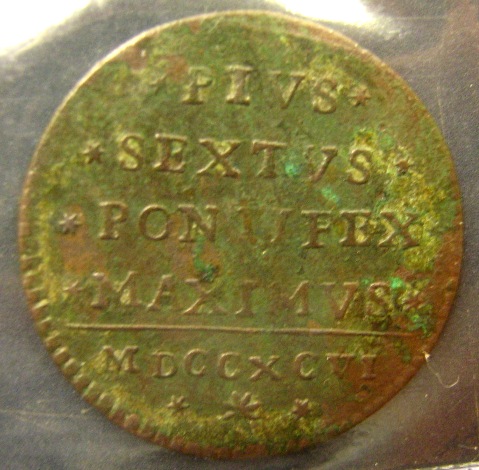 * PIVS *
* SEXTVS *
* PONTIFEX
* MAXIMVS *
MDCCXCVI
* * *